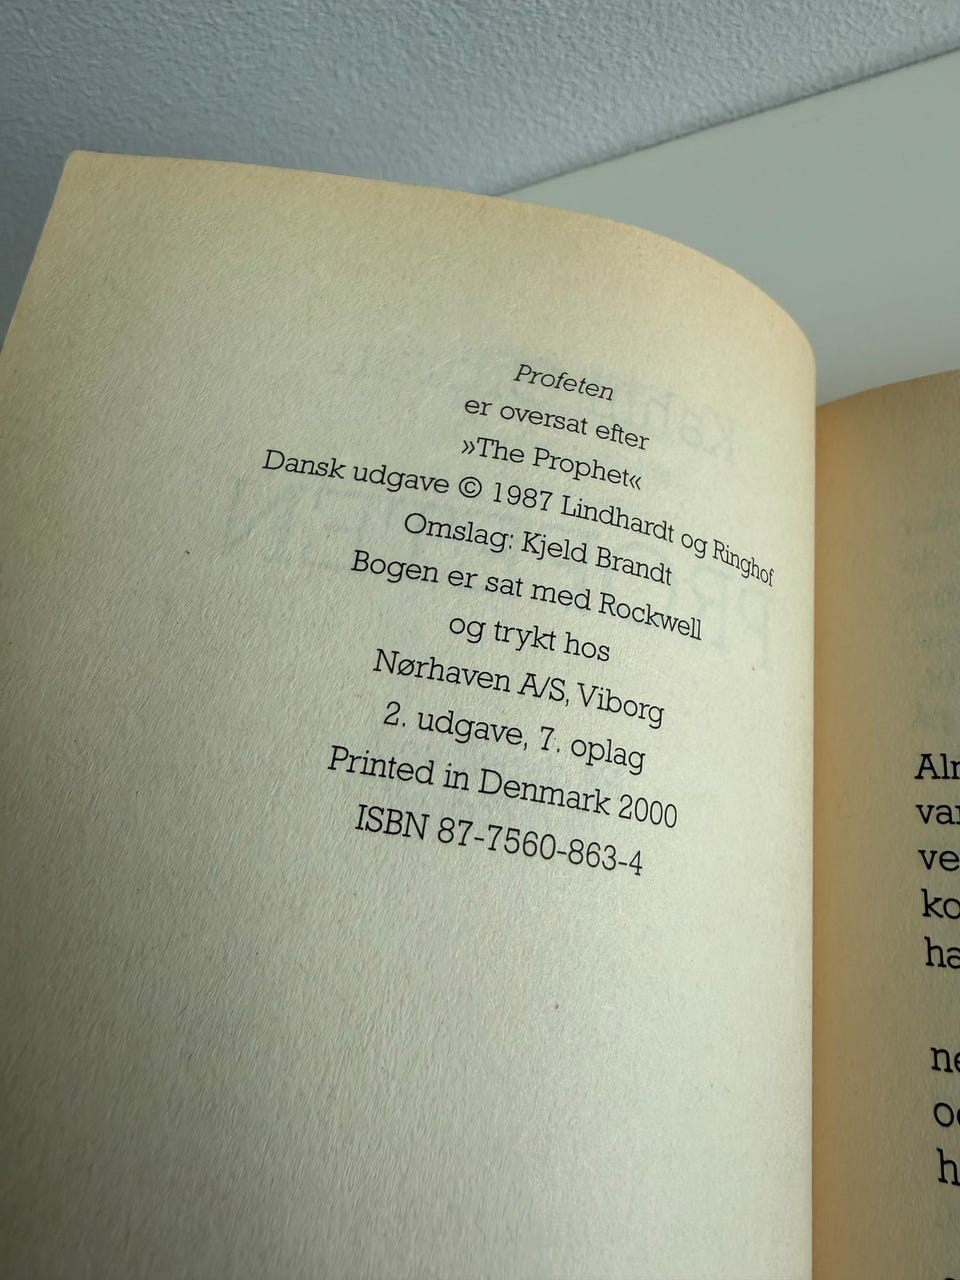 Profeten
er oversat efter
»The Prophet«
Dansk udgave © 1987 Lindhardt og Ringhof
Omslag: Kjeld Brandt
Bogen er sat med Rockwell
og trykt hos
Nørhaven A/S, Viborg
2. udgave, 7. oplag
Printed in Denmark 2000
ISBN 87-7560-863-4